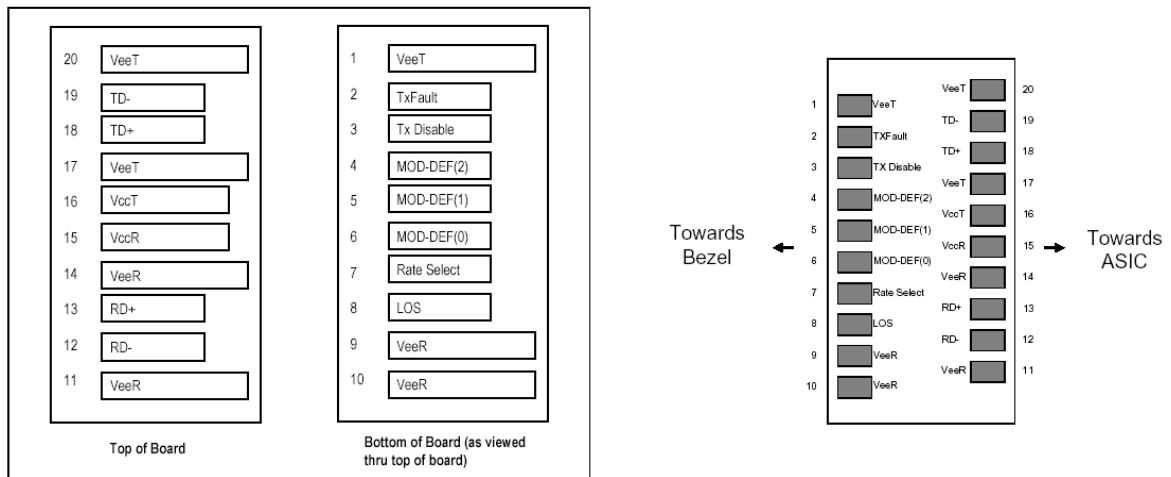 20 VeeT
19 TD-
18 TD+
17 VeeT
16 VccT
15 VccR
14 VeeR
13 RD+
12 RD-
11 VeeR
Top of Board
1 VeeT
2 TxFault
3 Tx Disable
4 MOD-DEF(2)
5 MOD-DEF(1)
6 MOD-DEF(0)
7 Rate Select
8 LOS
9 VeeR
10 VeeR
Bottom of Board (as viewed
thru top of board)
Towards
Bezel
1 VeeT
2 TXFault
3 TX Disable
4 MOD-DEF(2)
5 MOD-DEF(1)
6 MOD-DEF(0)
7 Rate Select
8 LOS
9 VeeR
10 VeeR
VeeT 20
TD- 19
TD+ 18
VeeT 17
VccT 16
VccR 15
VeeR 14
RD+ 13
RD- 12
VeeR 11
Towards
ASIC